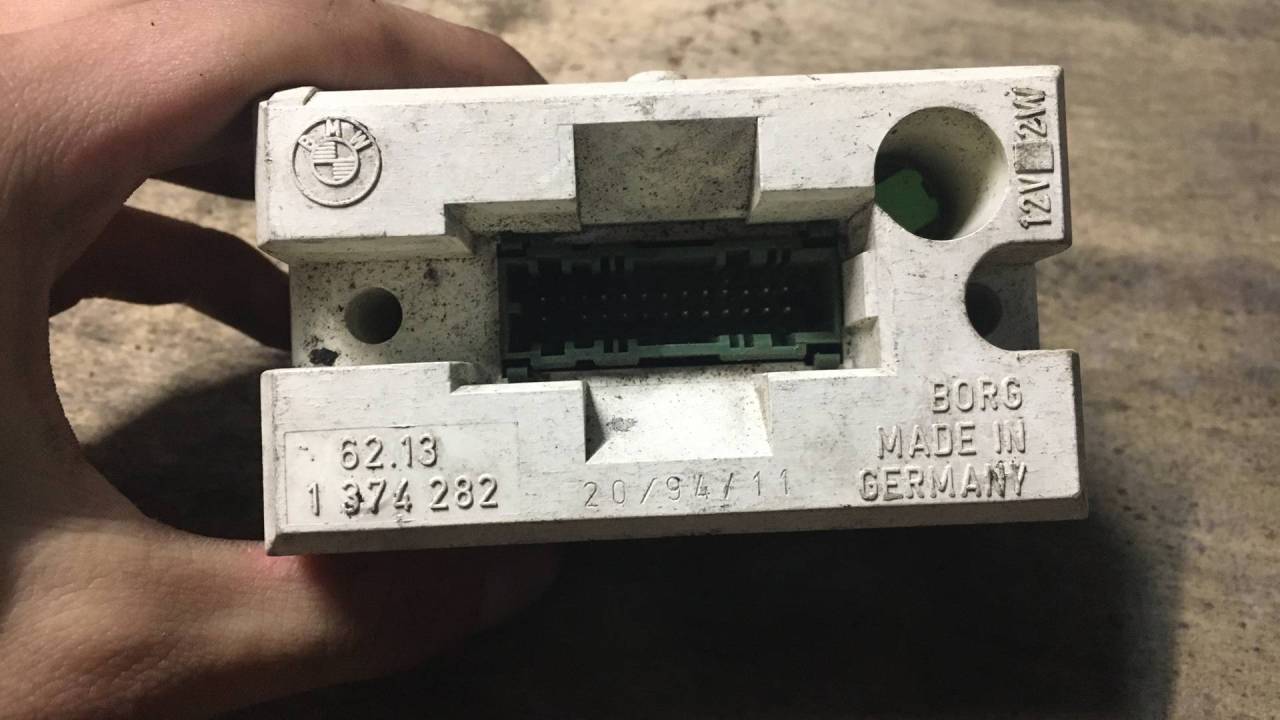 BMW
12V 2W
BORG
MADE IN
GERMANY
62.13
1 374 282
20/94/11